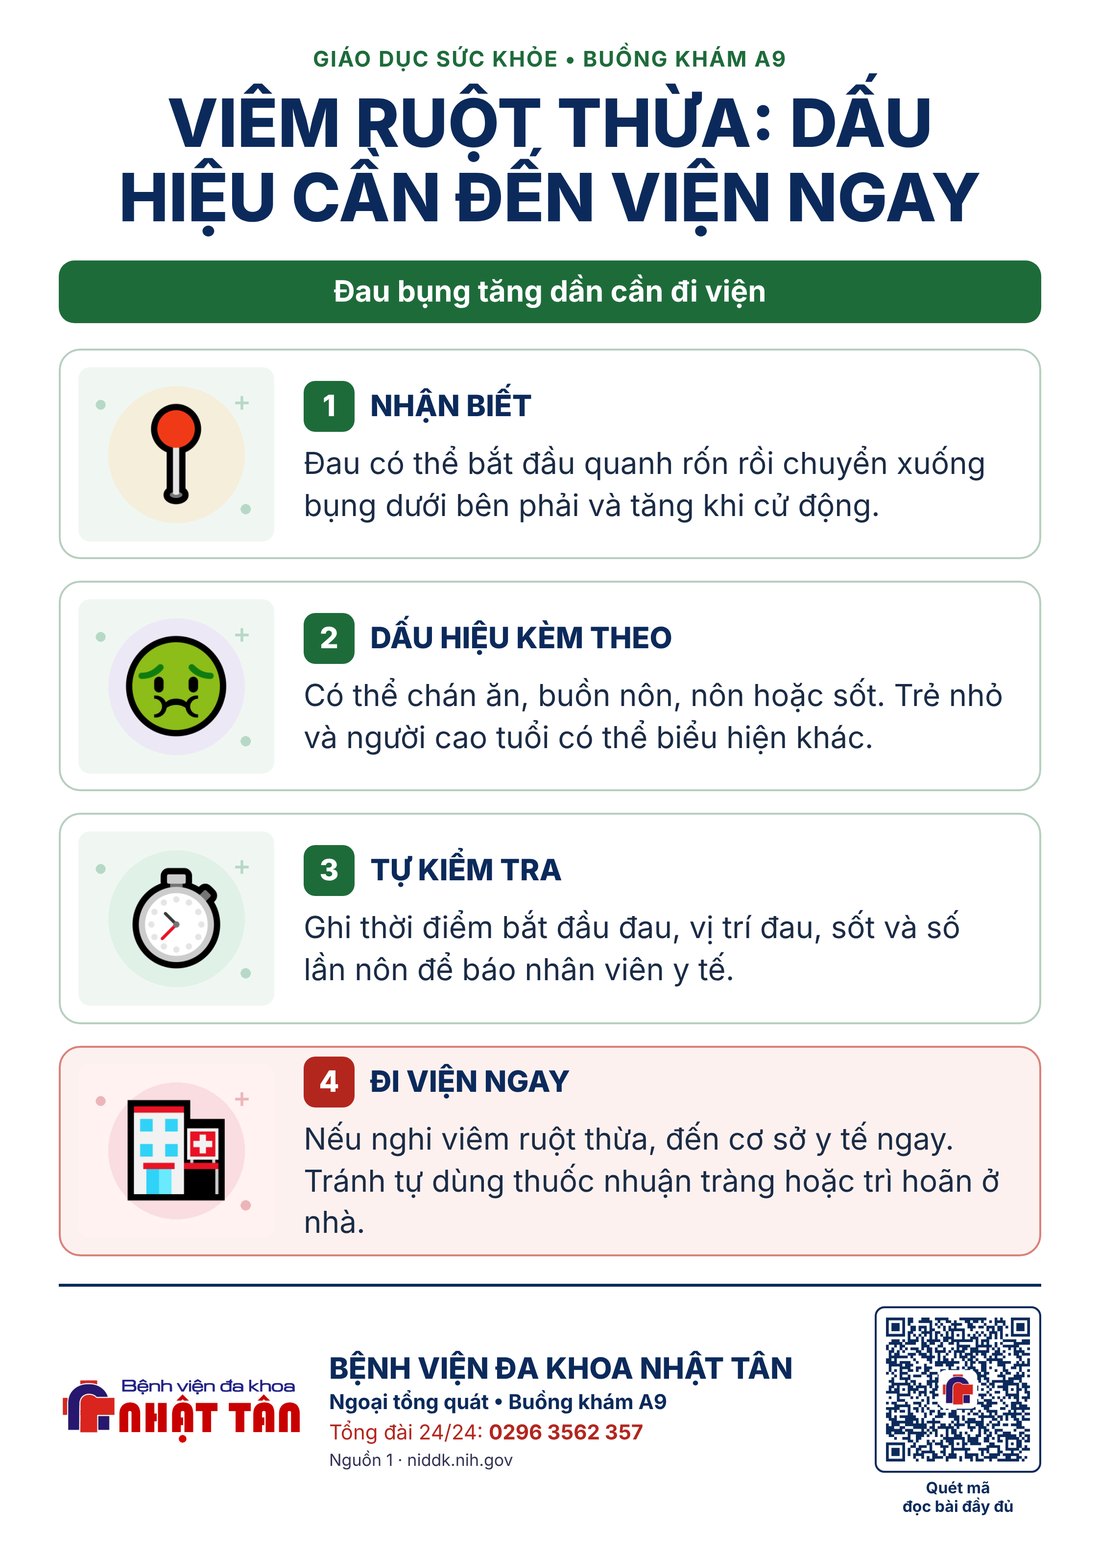 GIÁO DỤC SỨC KHỎE • BUỒNG KHÁM A9
VIÊM RUỘT THỪA: DẤU
HIỆU CẦN ĐẾN VIỆN NGAY
Đau bụng tăng dần cần đi viện
1 NHẬN BIẾT
Đau có thể bắt đầu quanh rốn rồi chuyển xuống
bụng dưới bên phải và tăng khi cử động.
2 DẤU HIỆU KÈM THEO
Có thể chán ăn, buồn nôn, nôn hoặc sốt. Trẻ nhỏ
và người cao tuổi có thể biểu hiện khác.
3 TỰ KIỂM TRA
Ghi thời điểm bắt đầu đau, vị trí đau, sốt và số
lần nôn để báo nhân viên y tế.
4 ĐI VIỆN NGAY
Nếu nghi viêm ruột thừa, đến cơ sở y tế ngay.
Tránh tự dùng thuốc nhuận tràng hoặc trì hoãn ở
nhà.
Bệnh viện đa khoa
NHẬT TÂN
BỆNH VIỆN ĐA KHOA NHẬT TÂN
Ngoại tổng quát • Buồng khám A9
Tổng đài 24/24: 0296 3562 357
Nguồn 1 · niddk.nih.gov
Quét mã
đọc bài đầy đủ